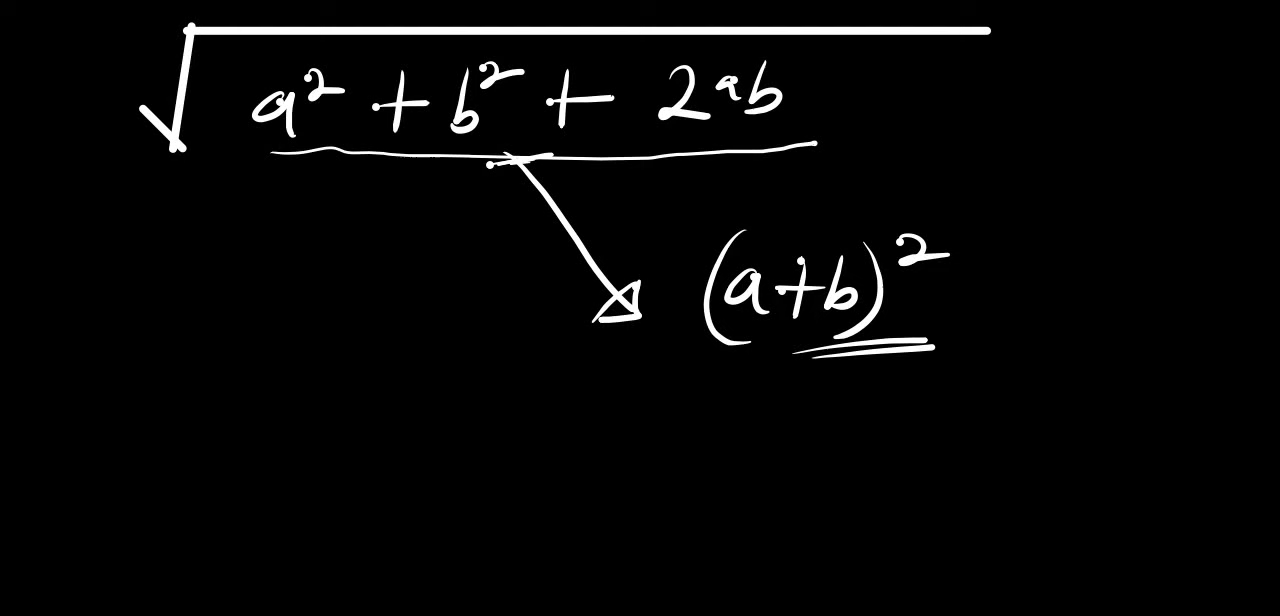 √(a² + b² + 2ab)
(a+b)²